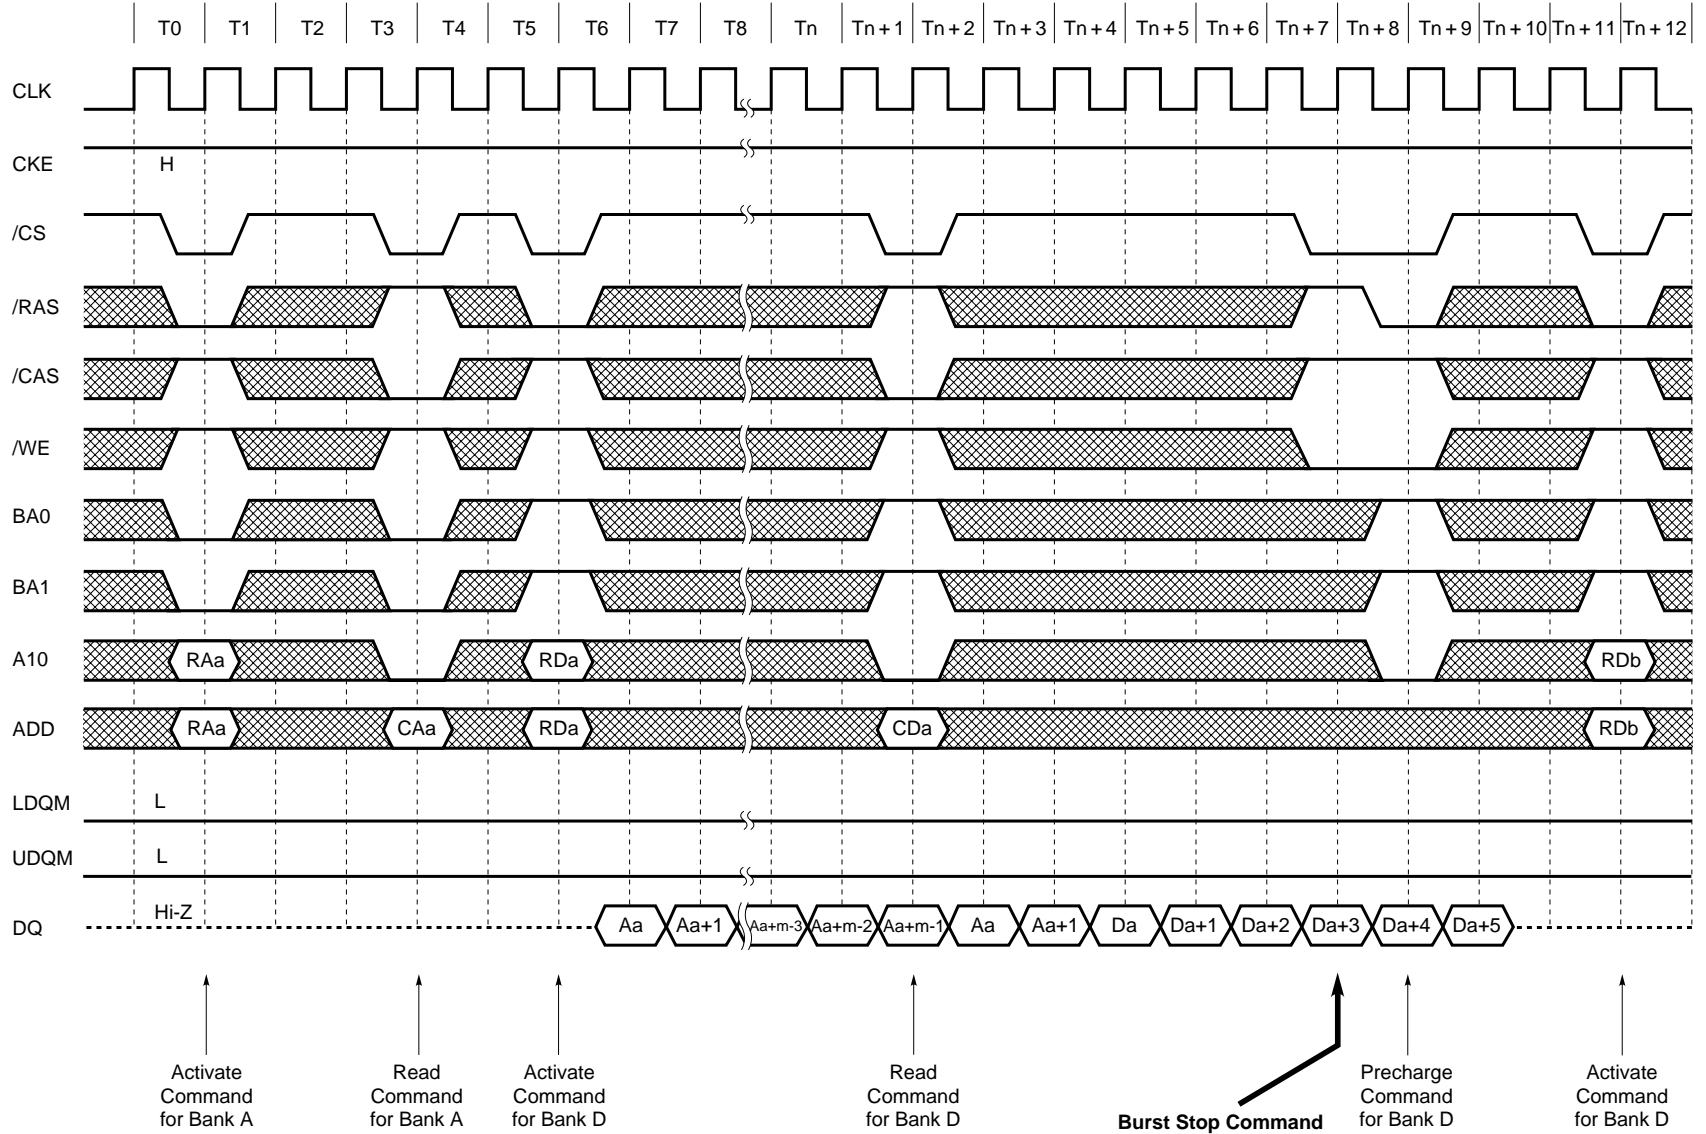 T0 T1 T2 T3 T4 T5 T6 T7 T8 Tn Tn + 1 Tn + 2 Tn + 3 Tn + 4 Tn + 5 Tn + 6 Tn + 7 Tn + 8 Tn + 9 Tn + 10 Tn + 11 Tn + 12
CLK
CKE H
/CS
/RAS
/CAS
/WE
BA0
BA1
A10 RAa RDa RDb
ADD RAa CAa RDa CDa RDb
LDQM L
UDQM L
DQ Hi-Z Aa Aa+1 Aa+m-3 Aa+m-2 Aa+m-1 Aa Aa+1 Da Da+1 Da+2 Da+3 Da+4 Da+5
Activate
Command
for Bank A
Read
Command
for Bank A
Activate
Command
for Bank D
Read
Command
for Bank D
Burst Stop Command
Precharge
Command
for Bank D
Activate
Command
for Bank D